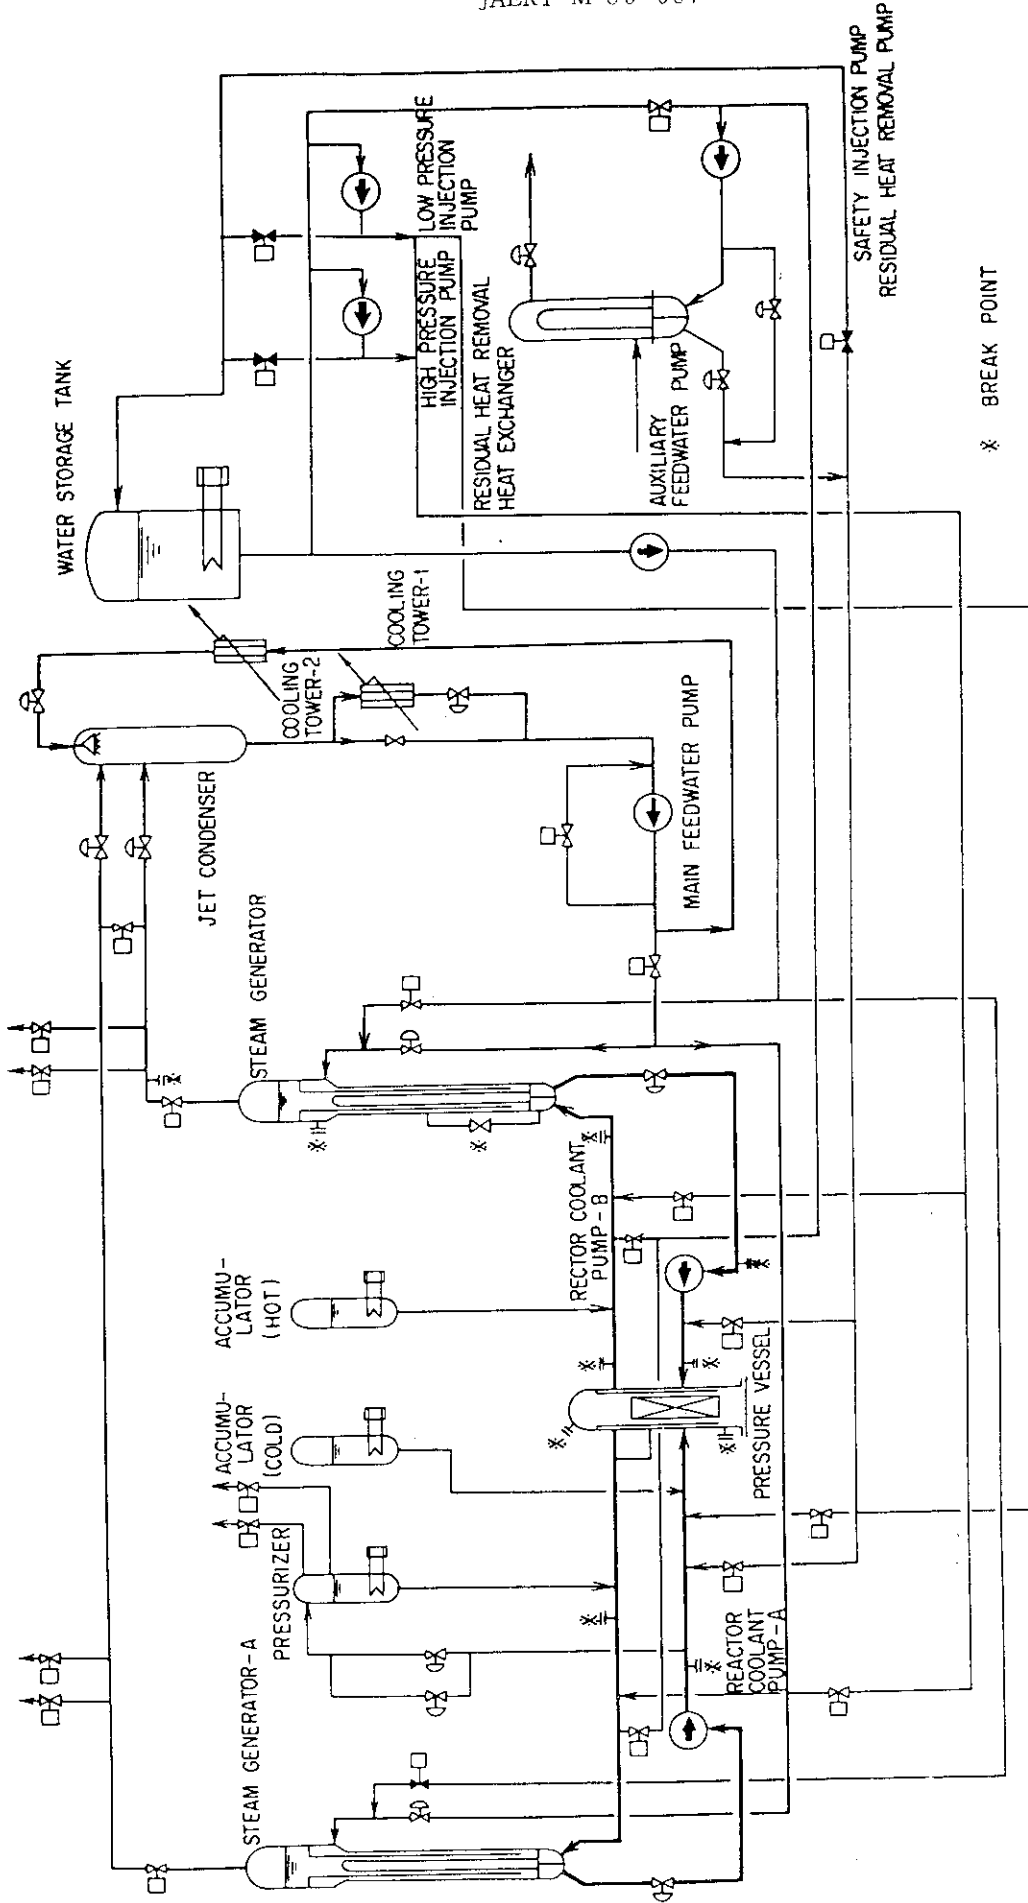 JAERI-M
WATER STORAGE TANK
COOLING
TOWER-2
COOLING
TOWER-1
JET CONDENSER
STEAM GENERATOR
ACCUMU-
LATOR
(HOT)
ACCUMU-
LATOR
(COLD)
PRESSURIZER
STEAM GENERATOR-A
HIGH PRESSURE
INJECTION PUMP
LOW PRESSURE
INJECTION
PUMP
RESIDUAL HEAT REMOVAL
HEAT EXCHANGER
AUXILIARY
FEEDWATER PUMP
MAIN FEEDWATER PUMP
RECTOR COOLANT
PUMP-B
PRESSURE VESSEL
REACTOR
COOLANT
PUMP-A
SAFETY INJECTION PUMP
RESIDUAL HEAT REMOVAL PUMP
※ BREAK POINT